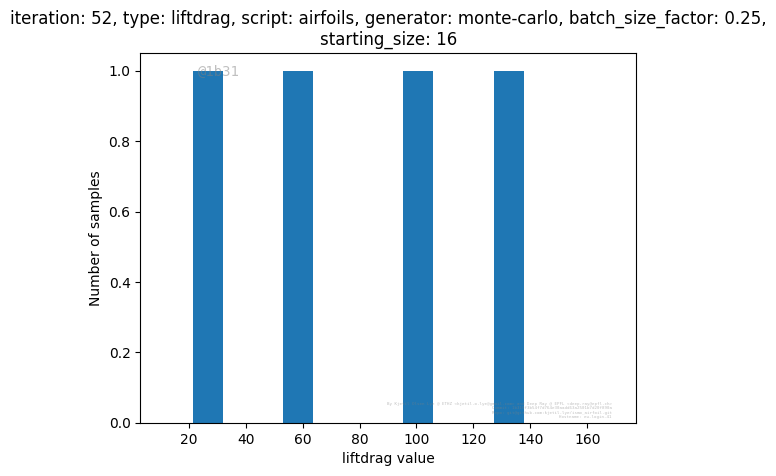 iteration: 52, type: liftdrag, script: airfoils, generator: monte-carlo, batch_size_factor: 0.25,
starting_size: 16
@1b31
1.0
0.8
0.6
0.4
0.2
0.0
Number of samples
20 40 60 80 100 120 140 160
liftdrag value